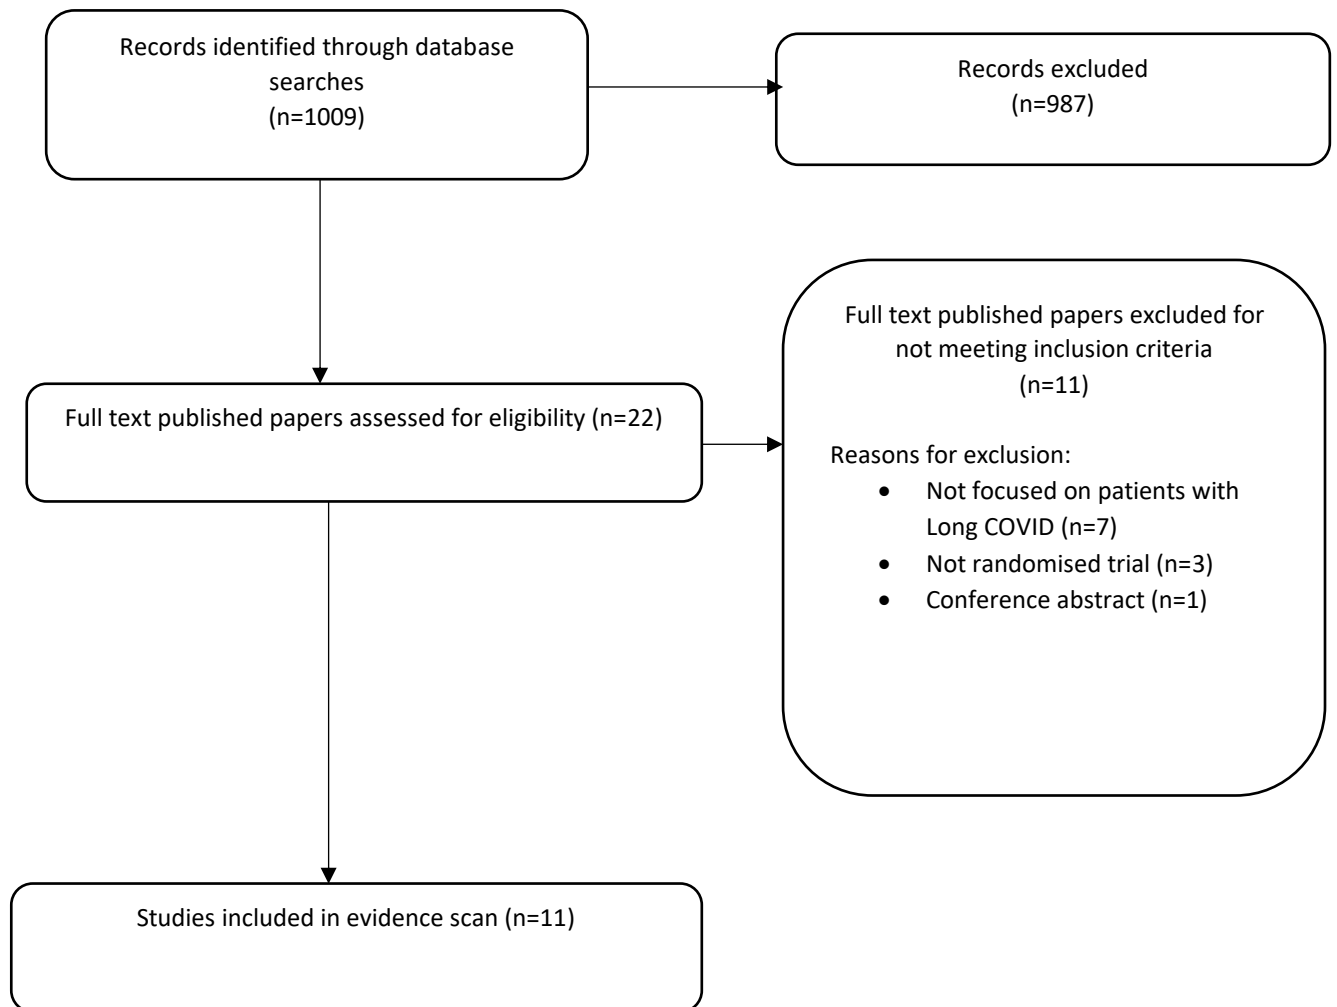 Records identified through database
searches
(n=1009)
Records excluded
(n=987)
Full text published papers excluded for
not meeting inclusion criteria
(n=11)
Full text published papers assessed for eligibility (n=22)
Reasons for exclusion:
• Not focused on patients with
Long COVID (n=7)
• Not randomised trial (n=3)
• Conference abstract (n=1)
Studies included in evidence scan (n=11)